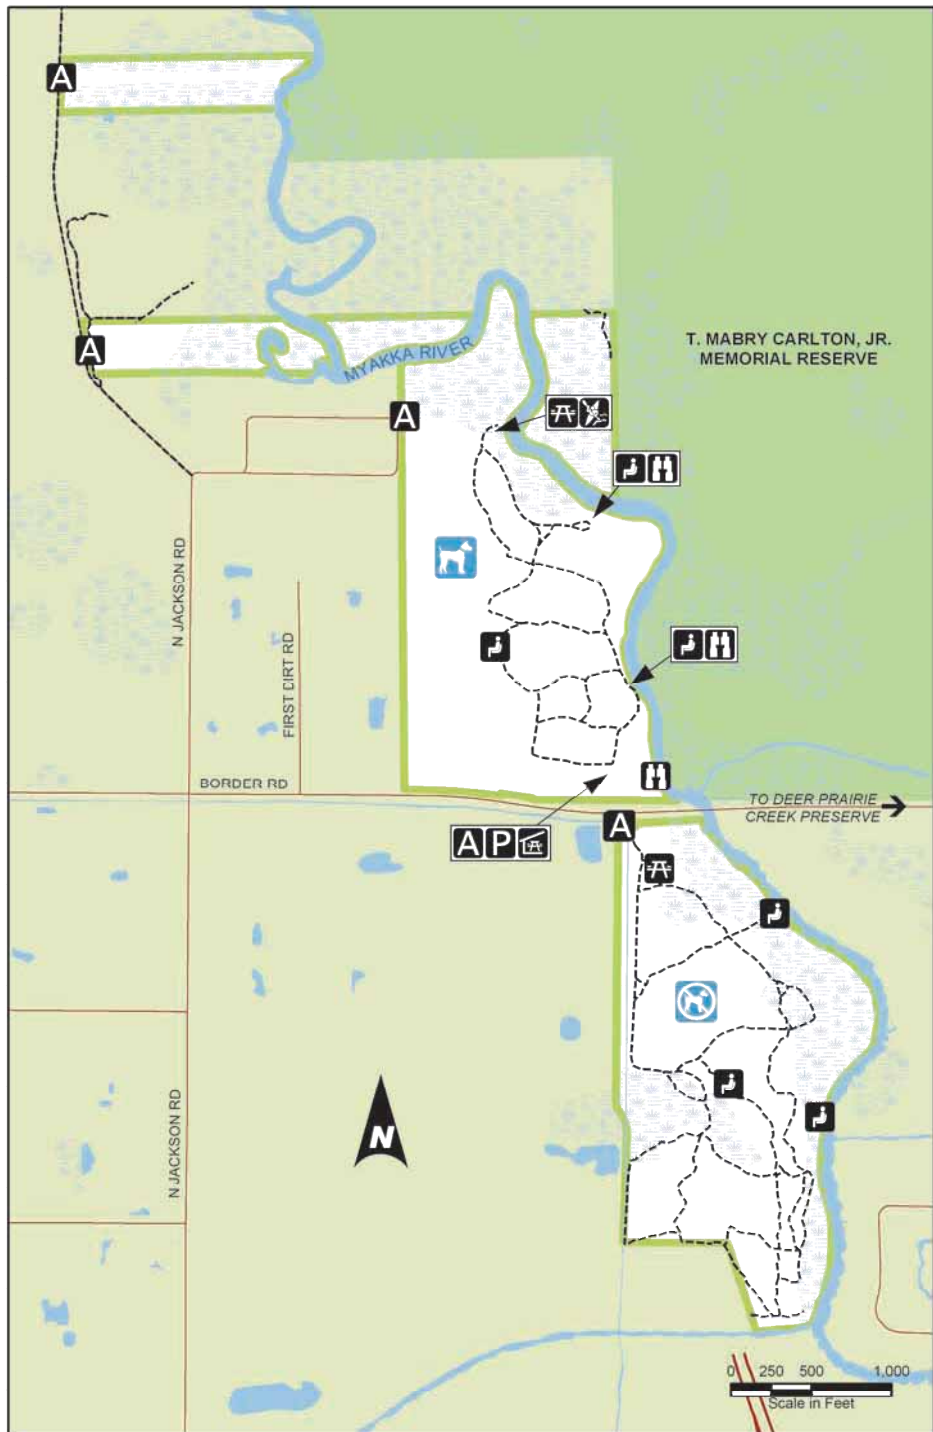 A
A
MYAKKA RIVER
T. MABRY CARLTON, JR.
MEMORIAL RESERVE
A
N JACKSON RD
FIRST DIRT RD
BORDER RD
TO DEER PRAIRIE
CREEK PRESERVE
A P
A
N
N JACKSON RD
0 250 500 1,000
Scale in Feet